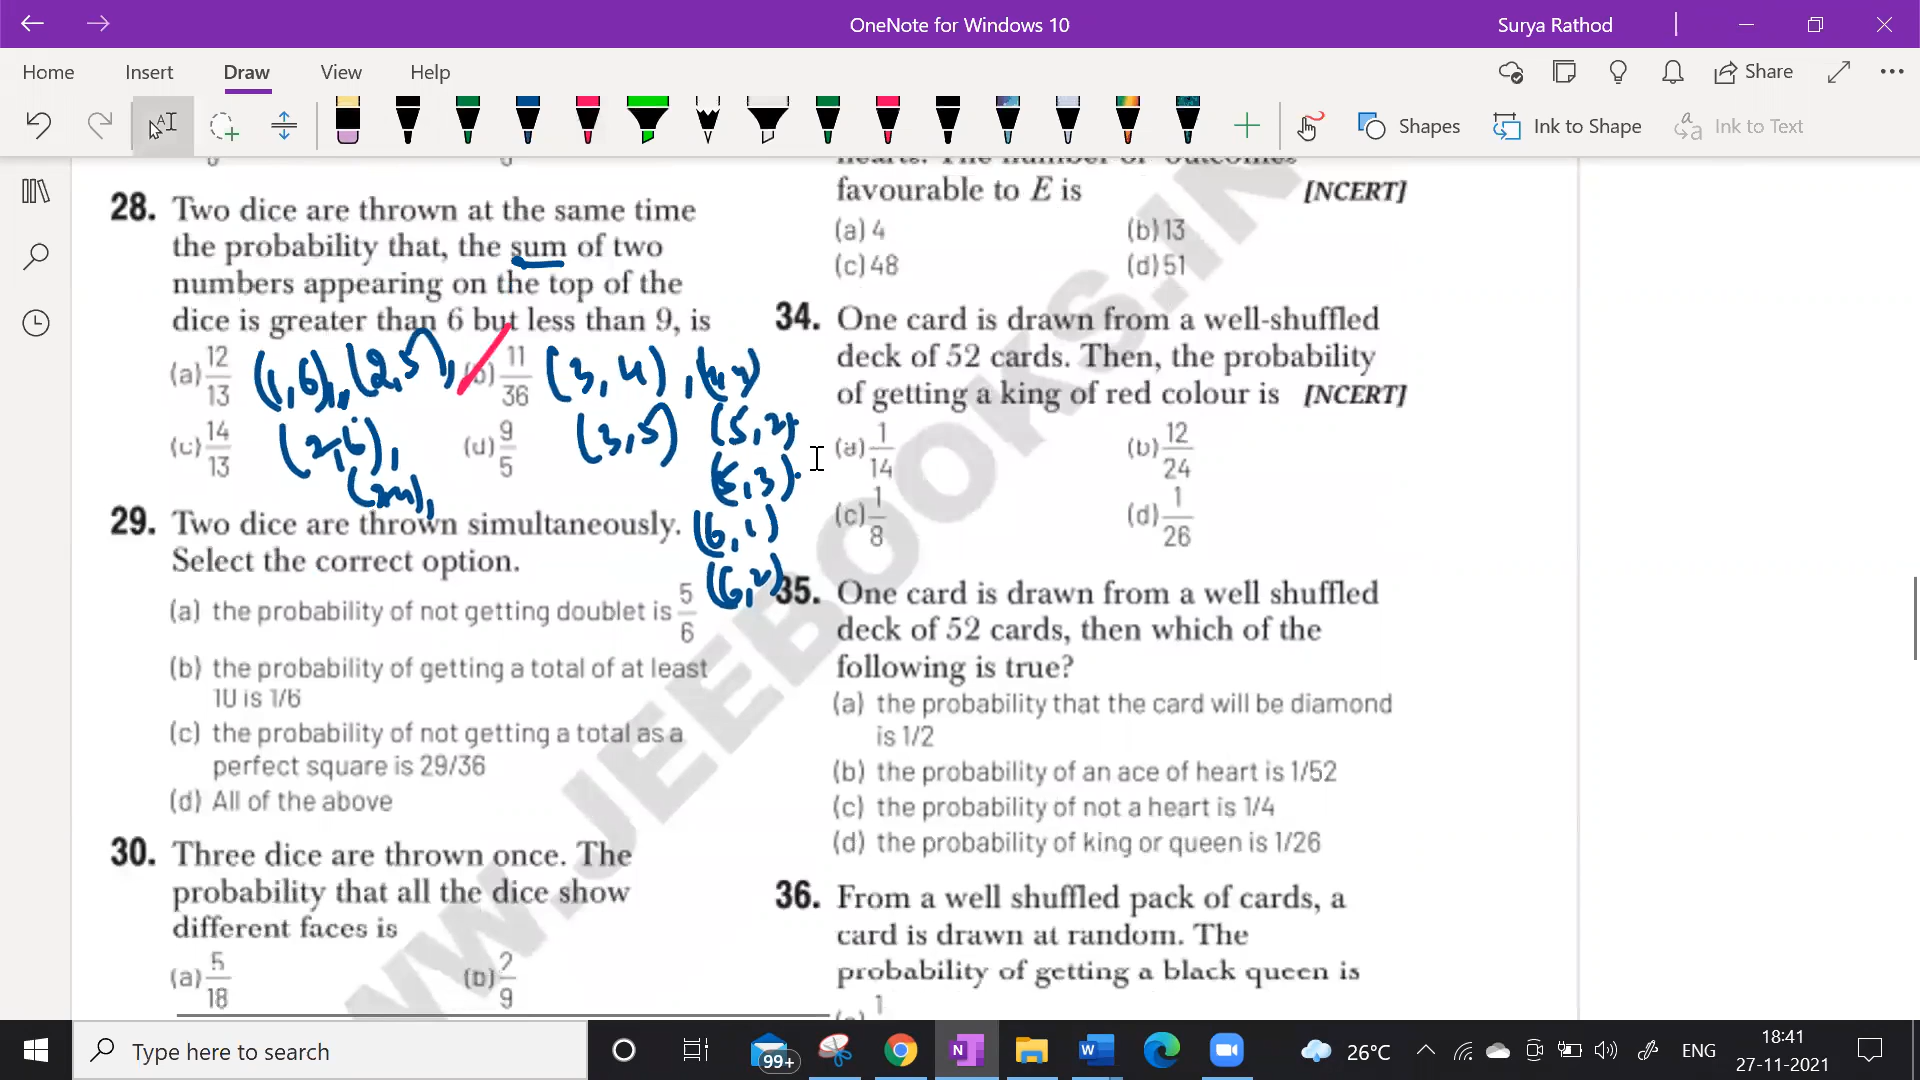 OneNote for Windows 10
Surya Rathod
Home Insert Draw View Help
Share
Shapes
Ink to Shape
Ink to Text
28. Two dice are thrown at the same time
the probability that, the sum of two
numbers appearing on the top of the
dice is greater than 6 but less than 9, is
(a) 12/13
(1,6), (2,5),
(b) 11/36
(3,4),
(c) 14/13
(2,6),
(d) 9/5
(3,5)
(5,2)
(5,3)
(6,1)
(6,2)
29. Two dice are thrown simultaneously.
Select the correct option.
(a) the probability of not getting doublet is 5/6
(b) the probability of getting a total of at least
10 is 1/6
(c) the probability of not getting a total as a
perfect square is 29/36
(d) All of the above
30. Three dice are thrown once. The
probability that all the dice show
different faces is
(a) 5/18
(b) 2/9
hearts. The number of outcomes
favourable to E is [NCERT]
(a) 4 (b) 13
(c) 48 (d) 51
34. One card is drawn from a well-shuffled
deck of 52 cards. Then, the probability
of getting a king of red colour is [NCERT]
(a) 1/14 (b) 12/24
(c) 1/8 (d) 1/26
35. One card is drawn from a well shuffled
deck of 52 cards, then which of the
following is true?
(a) the probability that the card will be diamond
is 1/2
(b) the probability of an ace of heart is 1/52
(c) the probability of not a heart is 1/4
(d) the probability of king or queen is 1/26
36. From a well shuffled pack of cards, a
card is drawn at random. The
probability of getting a black queen is
WWW.JEEBOOKS.IN
Type here to search
99+
26°C
ENG
18:41
27-11-2021